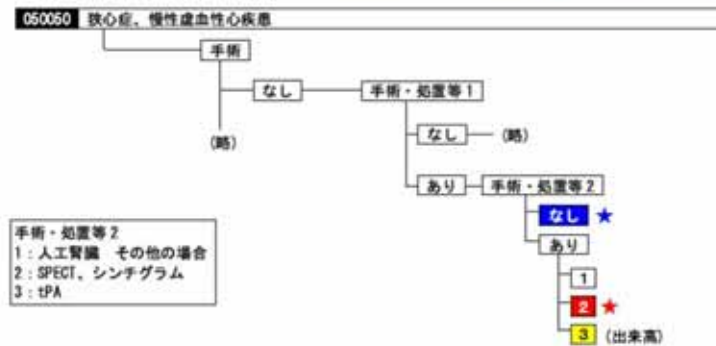 050050 狭心症、慢性虚血性心疾患
手術
なし 手術・処置等1
(略)
なし (略)
あり 手術・処置等2
なし ★
あり
手術・処置等2
1:人工腎臓 その他の場合
2:SPECT、シンチグラム
3:tPA
1
2 ★
3 (出来高)